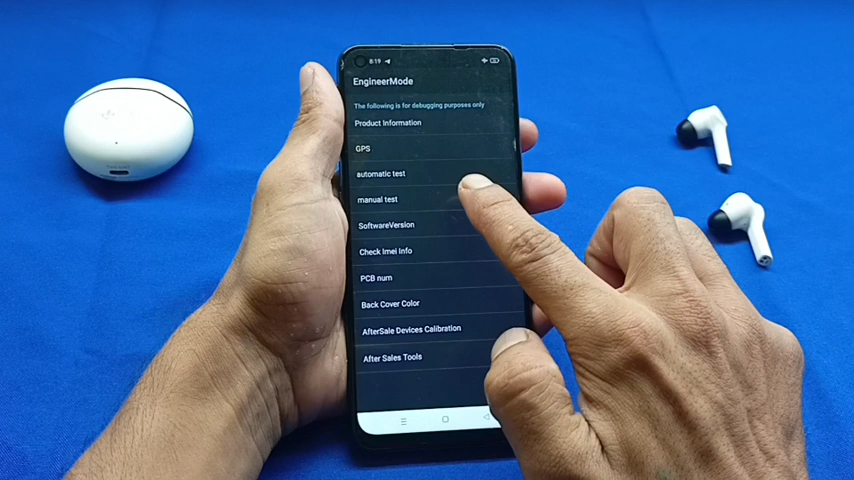 8:19
EngineerMode
The following is for debugging purposes only
Product Information
GPS
automatic test
manual test
SoftwareVersion
Check Imei Info
PCB num
Back Cover Color
AfterSale Devices Calibration
After Sales Tools